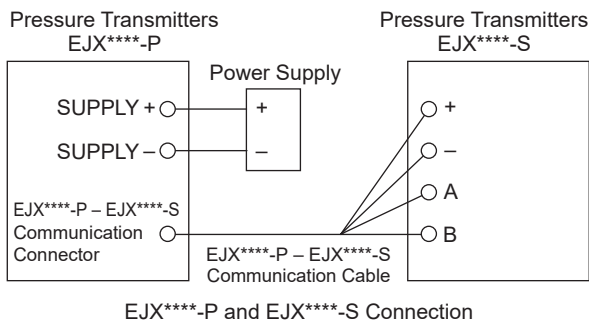 Pressure Transmitters
EJX****-P
Pressure Transmitters
EJX****-S
Power Supply
SUPPLY +
+
+
SUPPLY –
–
–
A
EJX****-P – EJX****-S
Communication
Connector
B
EJX****-P – EJX****-S
Communication Cable
EJX****-P and EJX****-S Connection